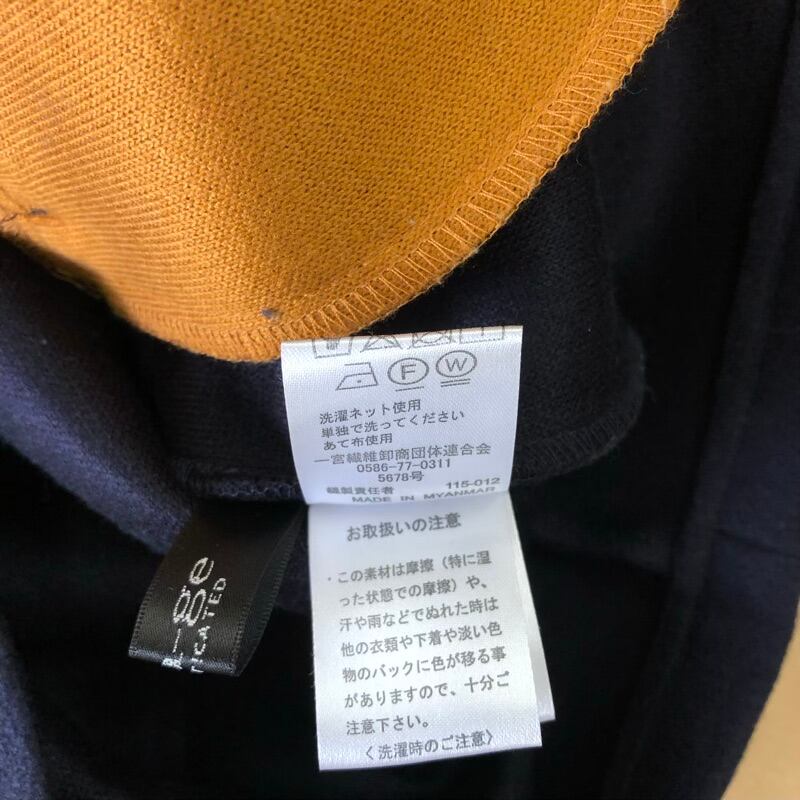 F W
洗濯ネット使用
単独で洗ってください
あて布使用
一宮繊維卸商団体連合会
0586-77-0311
5678号
縫製責任者 115-012
MADE IN MYANMAR
お取扱いの注意
・この素材は摩擦（特に湿
った状態での摩擦）や、
汗や雨などでぬれた時は
他の衣類や下着や淡い色
物のバックに色が移る事
がありますので、十分ご
注意下さい。
〈洗濯時のご注意〉
-ge
TICATED